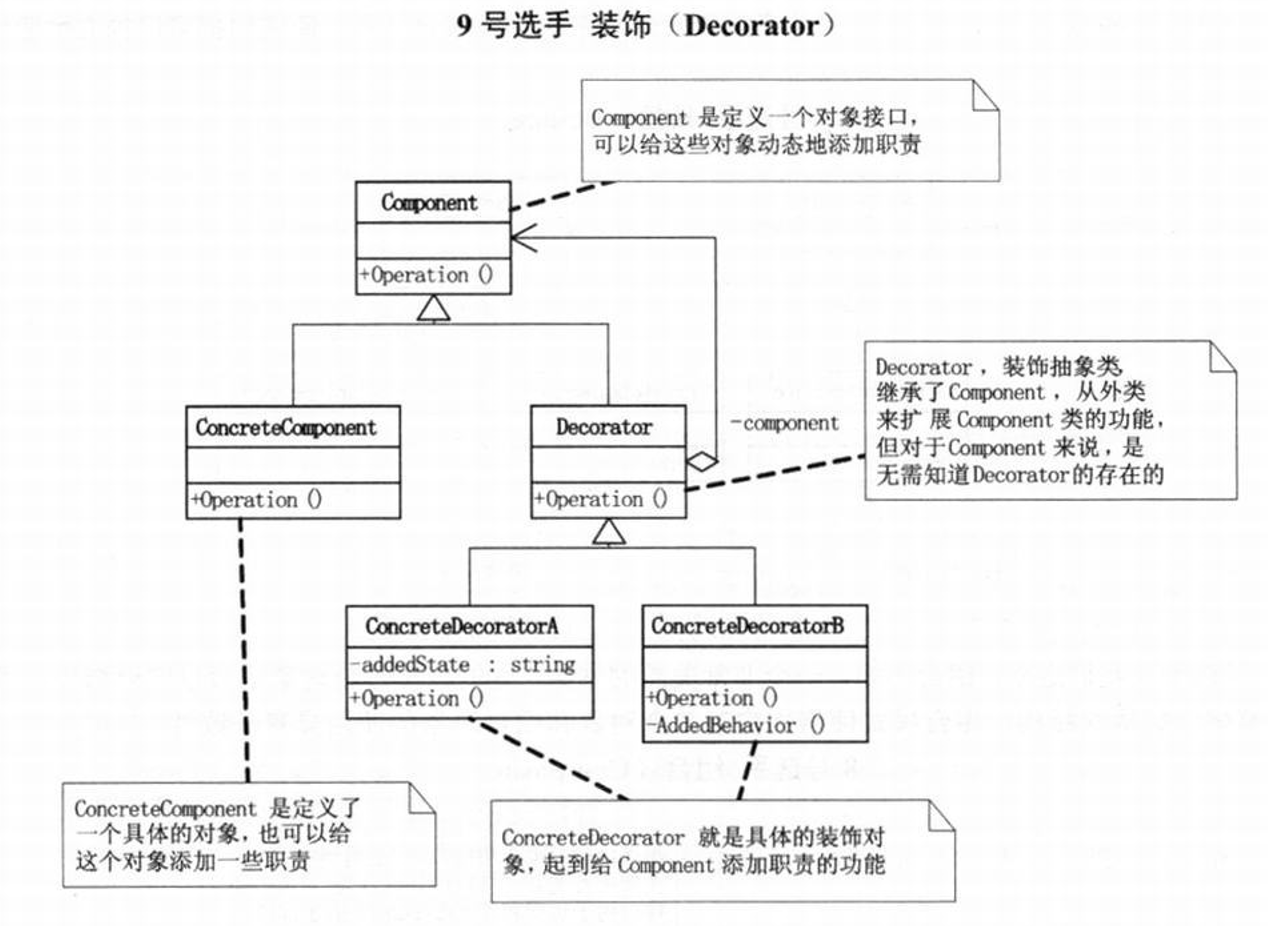 9 号选手 装饰（Decorator）
Component 是定义一个对象接口，
可以给这些对象动态地添加职责
Component
+Operation()
ConcreteComponent
+Operation()
Decorator
+Operation()
-component
Decorator，装饰抽象类，
继承了Component，从外类
来扩展Component类的功能，
但对于Component来说，是
无需知道Decorator的存在的
ConcreteDecoratorA
-addedState : string
+Operation()
ConcreteDecoratorB
+Operation()
-AddedBehavior()
ConcreteComponent 是定义了
一个具体的对象，也可以给
这个对象添加一些职责
ConcreteDecorator 就是具体的装饰对
象，起到给Component添加职责的功能